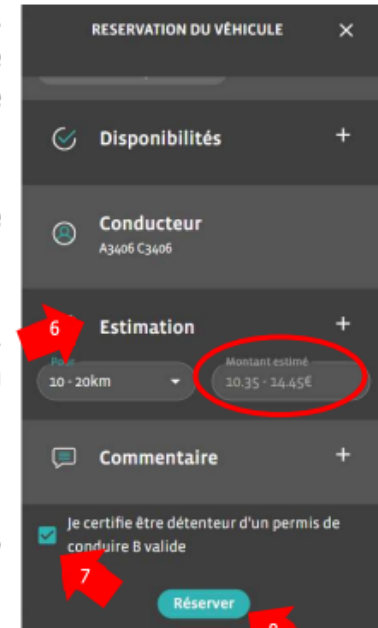 RESERVATION DU VÉHICULE ×
Disponibilités +
Conducteur
A3406 C3406
6 Estimation +
Pour Montant estimé
10 - 20km 10.35 - 14.45€
Commentaire +
Je certifie être détenteur d'un permis de
conduire B valide
7
Réserver